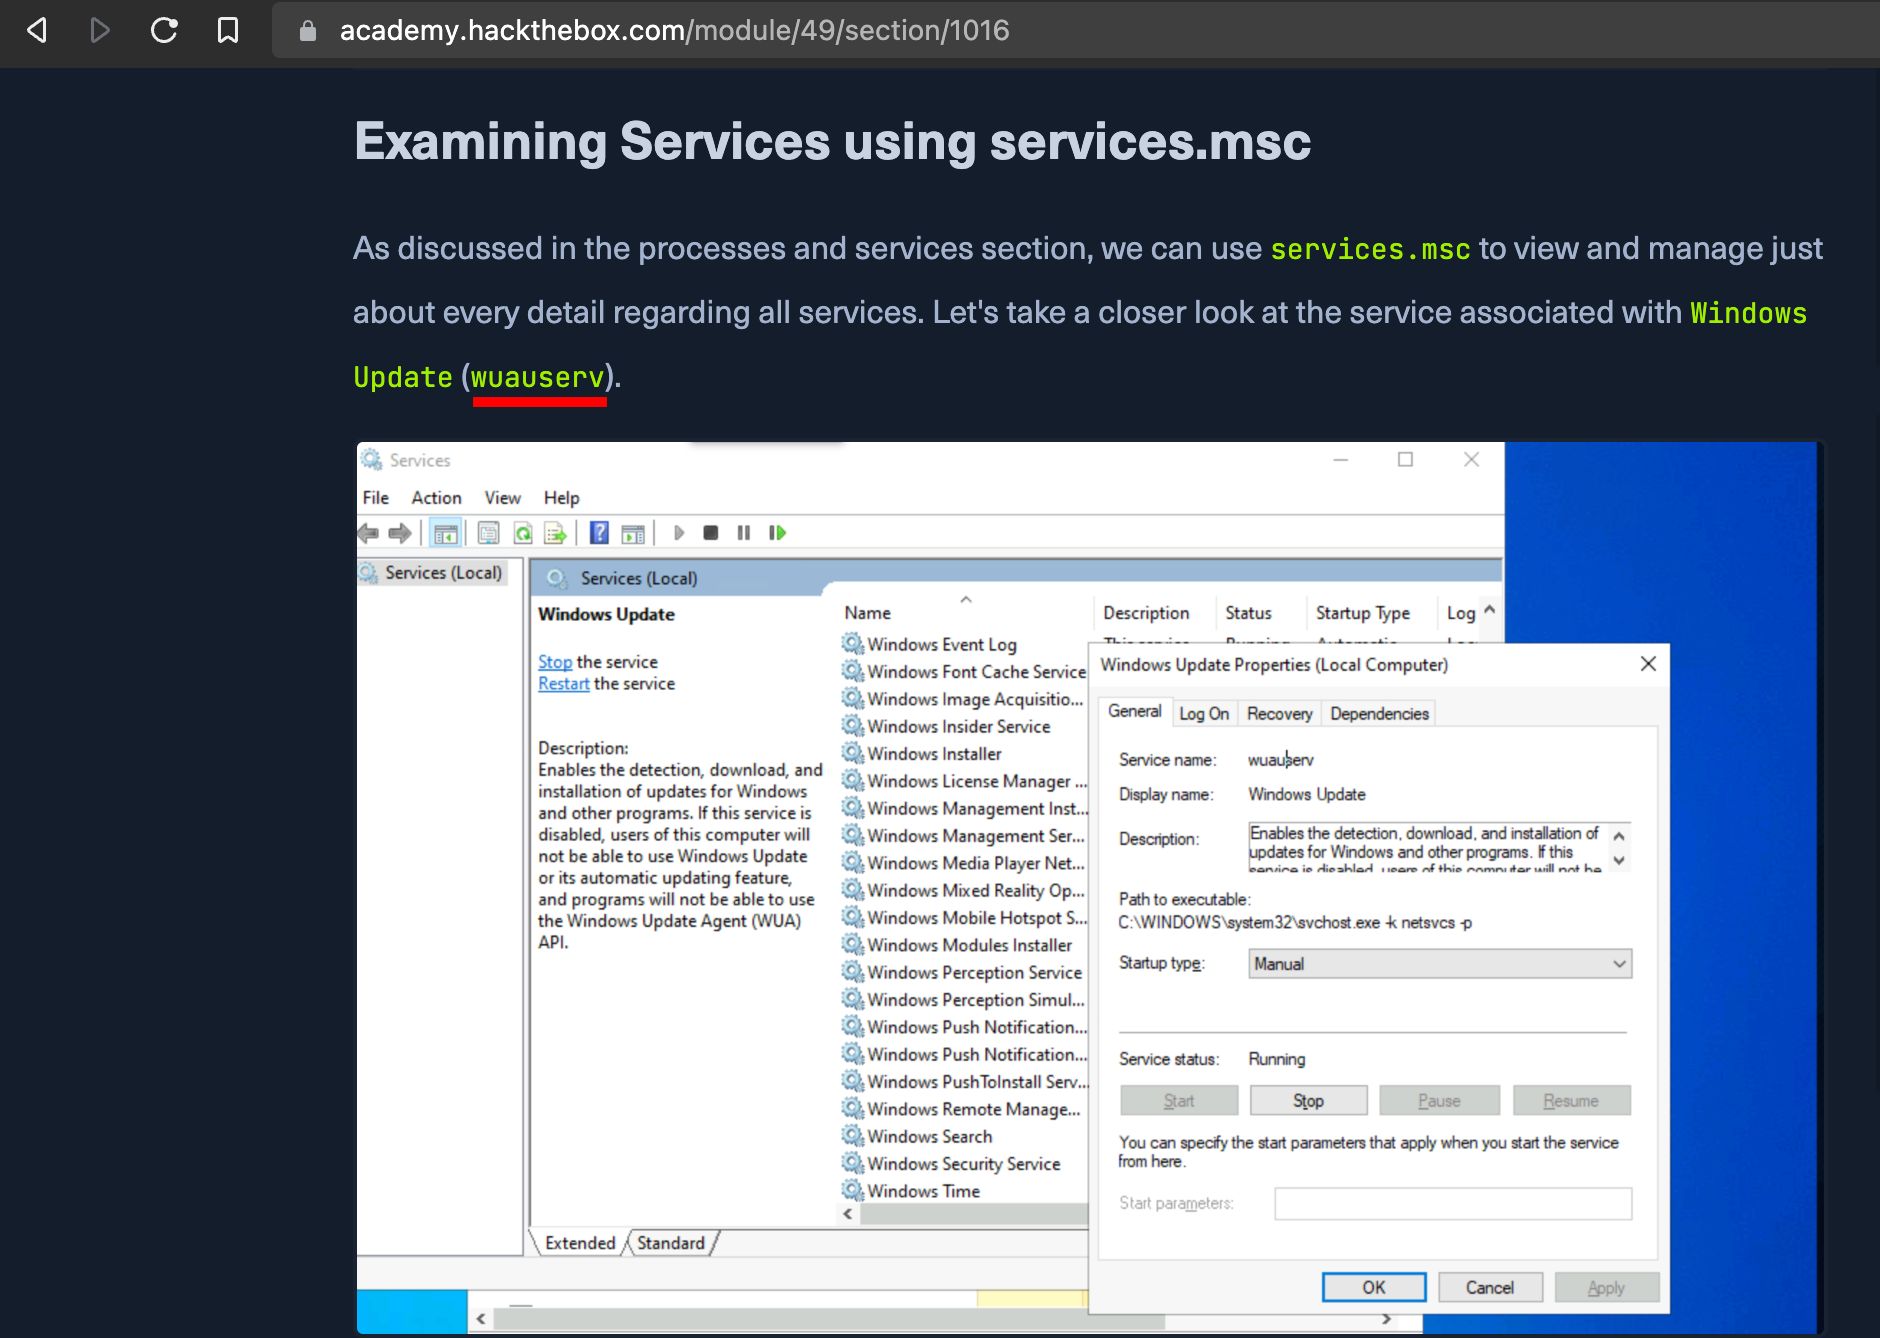 academy.hackthebox.com/module/49/section/1016
Examining Services using services.msc
As discussed in the processes and services section, we can use services.msc to view and manage just
about every detail regarding all services. Let's take a closer look at the service associated with Windows
Update (wuauserv).
Services
File Action View Help
Services (Local)
Services (Local)
Windows Update
Stop the service
Restart the service
Description:
Enables the detection, download, and
installation of updates for Windows
and other programs. If this service is
disabled, users of this computer will
not be able to use Windows Update
or its automatic updating feature,
and programs will not be able to use
the Windows Update Agent (WUA)
API.
Name Description Status Startup Type Log
Windows Event Log
Windows Font Cache Service
Windows Image Acquisitio...
Windows Insider Service
Windows Installer
Windows License Manager ...
Windows Management Inst...
Windows Management Ser...
Windows Media Player Net...
Windows Mixed Reality Op...
Windows Mobile Hotspot S...
Windows Modules Installer
Windows Perception Service
Windows Perception Simul...
Windows Push Notification...
Windows Push Notification...
Windows PushToInstall Serv...
Windows Remote Manage...
Windows Search
Windows Security Service
Windows Time
Extended Standard
Windows Update Properties (Local Computer)
General Log On Recovery Dependencies
Service name: wuauserv
Display name: Windows Update
Description: Enables the detection, download, and installation of
updates for Windows and other programs. If this
service is disabled, users of this computer will not be
Path to executable:
C:\WINDOWS\system32\svchost.exe -k netsvcs -p
Startup type: Manual
Service status: Running
Start Stop Pause Resume
You can specify the start parameters that apply when you start the service
from here.
Start parameters:
OK Cancel Apply